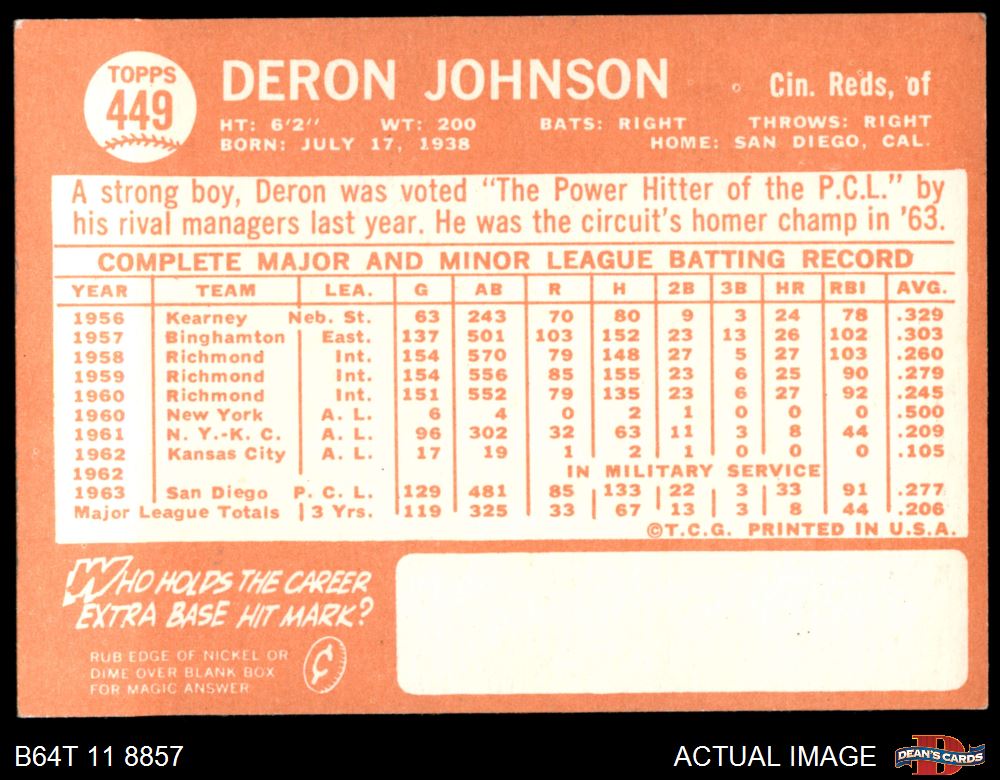 TOPPS
449
DERON JOHNSON
Cin. Reds, of
HT: 6'2" WT: 200 BATS: RIGHT THROWS: RIGHT
BORN: JULY 17, 1938 HOME: SAN DIEGO, CAL.
A strong boy, Deron was voted "The Power Hitter of the P.C.L." by
his rival managers last year. He was the circuit's homer champ in '63.
COMPLETE MAJOR AND MINOR LEAGUE BATTING RECORD
YEAR TEAM LEA. G AB R H 2B 3B HR RBI AVG.
1956 Kearney Neb. St. 63 243 70 80 9 3 24 78 .329
1957 Binghamton East. 137 501 103 152 23 13 26 102 .303
1958 Richmond Int. 154 570 79 148 27 5 27 103 .260
1959 Richmond Int. 154 556 85 155 23 6 25 90 .279
1960 Richmond Int. 151 552 79 135 23 6 27 92 .245
1960 New York A. L. 6 4 0 2 1 0 0 0 .500
1961 N. Y.-K. C. A. L. 96 302 32 63 11 3 8 44 .209
1962 Kansas City A. L. 17 19 1 2 1 0 0 0 .105
1962 IN MILITARY SERVICE
1963 San Diego P. C. L. 129 481 85 133 22 3 33 91 .277
Major League Totals 3 Yrs. 119 325 33 67 13 3 8 44 .206
©T.C.G. PRINTED IN U.S.A.
WHO HOLDS THE CAREER
EXTRA BASE HIT MARK?
RUB EDGE OF NICKEL OR
DIME OVER BLANK BOX
FOR MAGIC ANSWER
¢
B64T 11 8857
ACTUAL IMAGE
DEAN'S CARDS